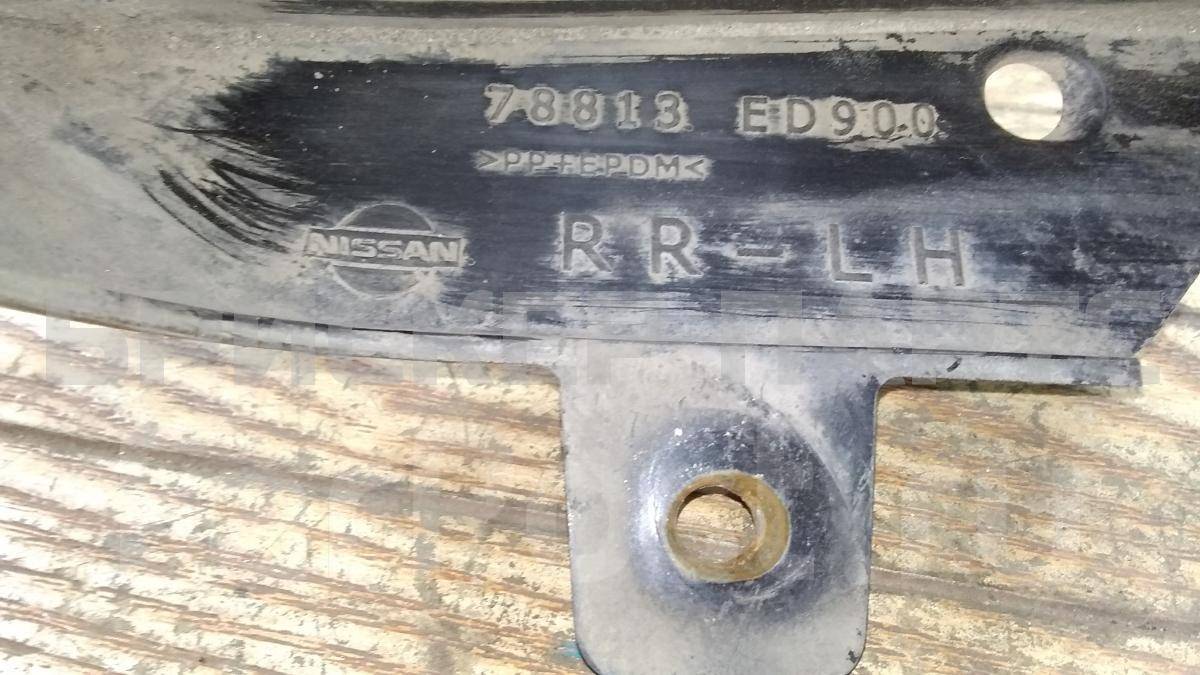 78813 ED900
>PP+EPDM<
NISSAN
RR-LH